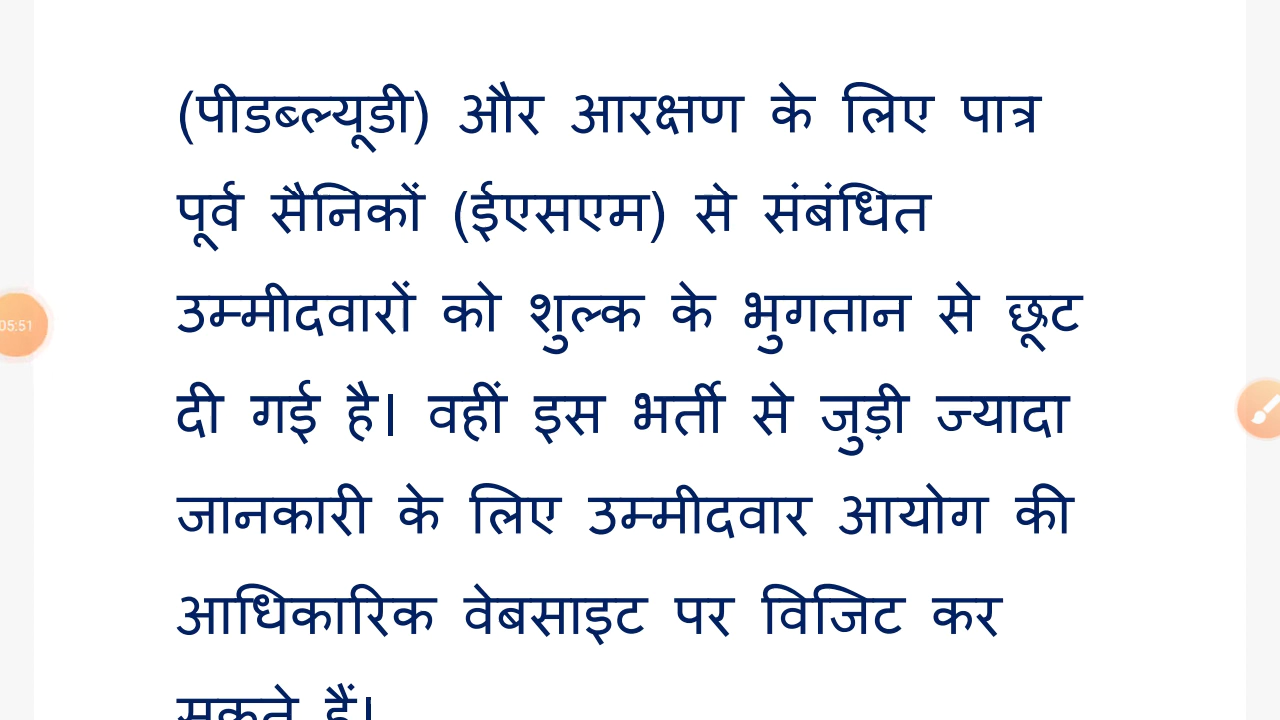 (पीडब्ल्यूडी) और आरक्षण के लिए पात्र
पूर्व सैनिकों (ईएसएम) से संबंधित
उम्मीदवारों को शुल्क के भुगतान से छूट
दी गई है। वहीं इस भर्ती से जुड़ी ज्यादा
जानकारी के लिए उम्मीदवार आयोग की
आधिकारिक वेबसाइट पर विजिट कर
सकते हैं।
05:51